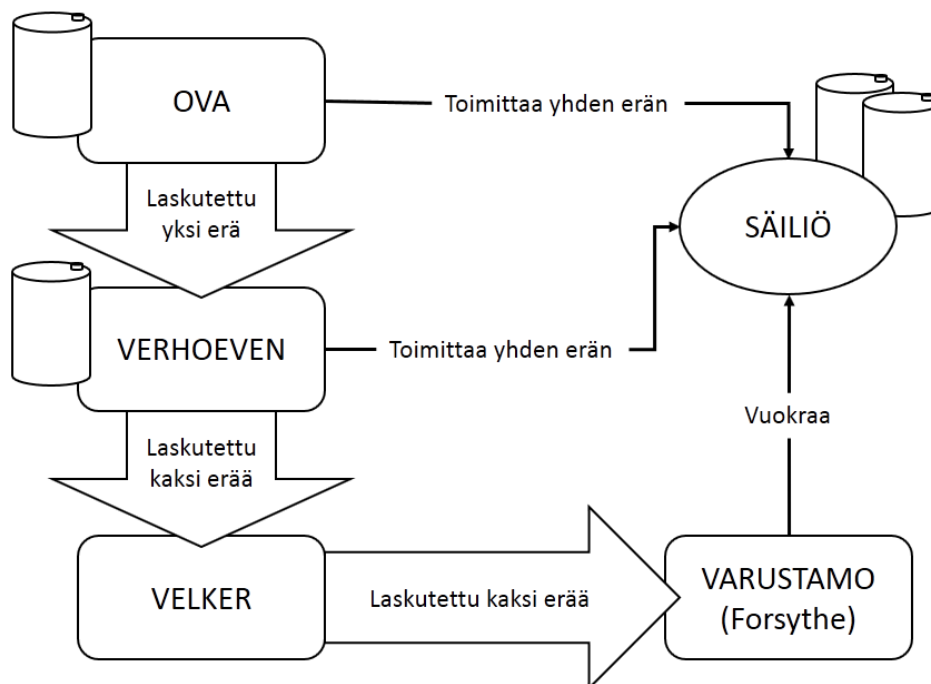 OVA
Toimittaa yhden erän
Laskutettu
yksi erä
SÄILIÖ
VERHOEVEN
Toimittaa yhden erän
Vuokraa
Laskutettu
kaksi erää
VELKER
Laskutettu kaksi erää
VARUSTAMO
(Forsythe)